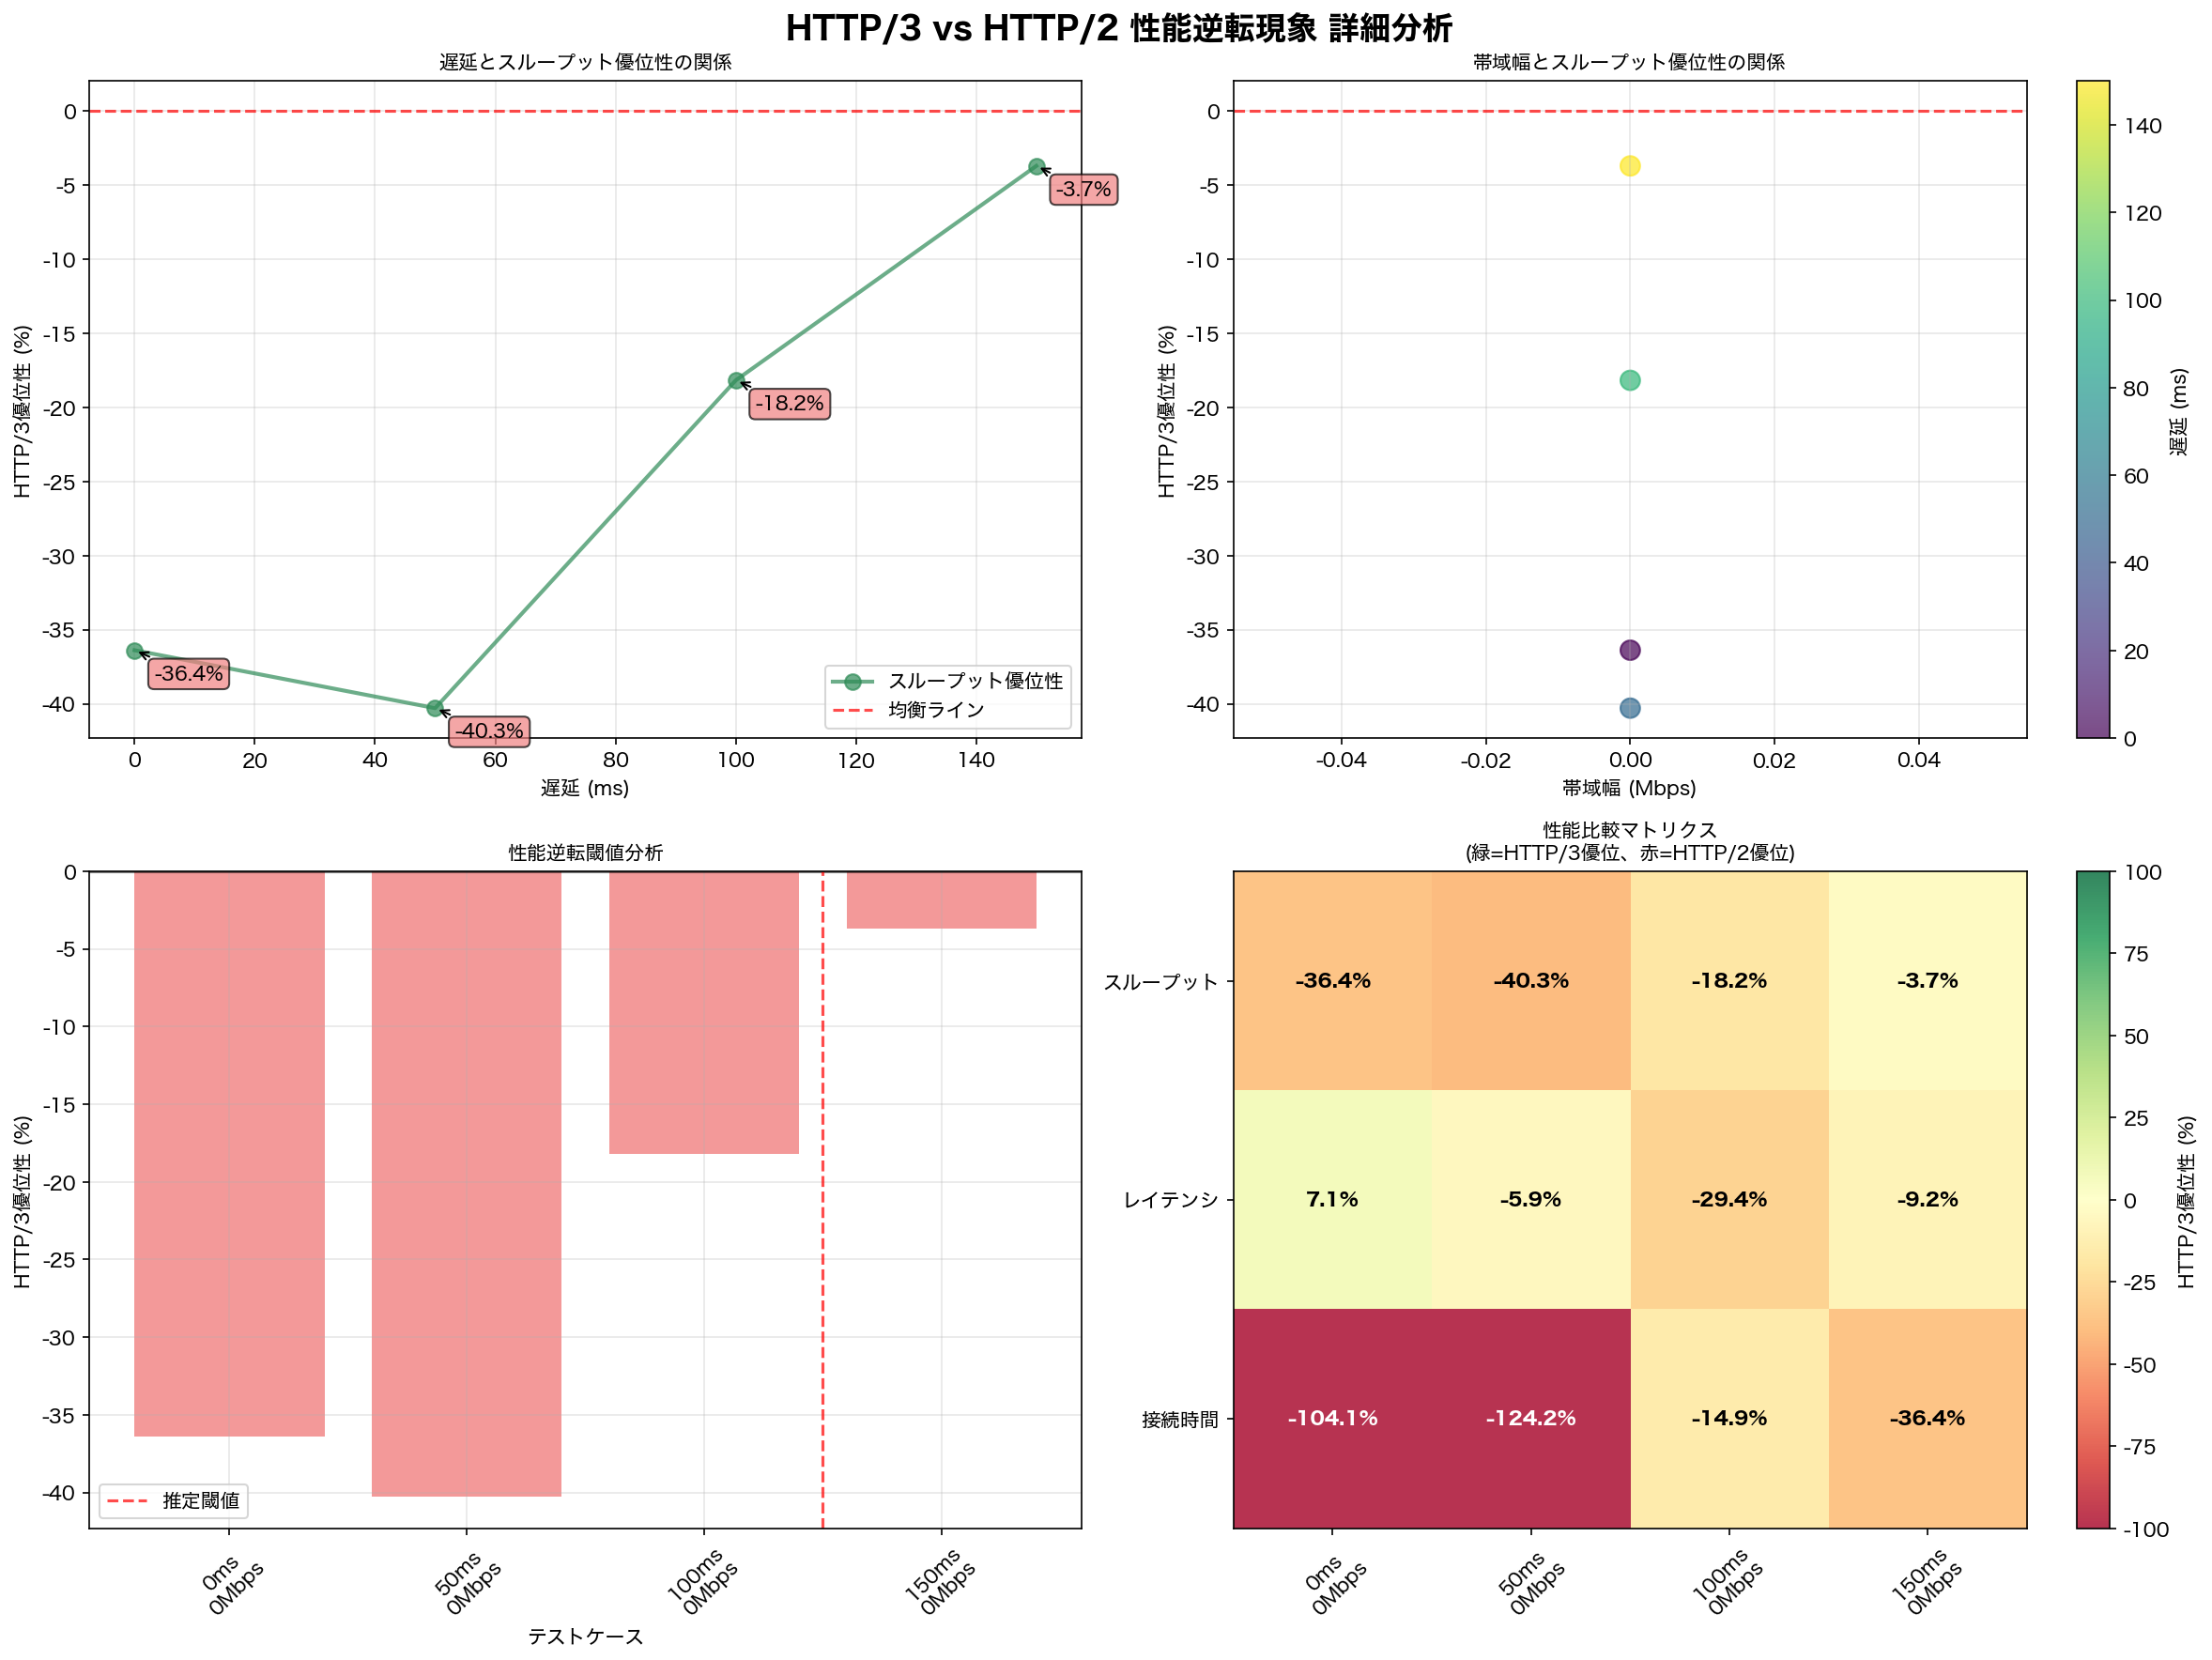 HTTP/3 vs HTTP/2 性能逆転現象 詳細分析
遅延とスループット優位性の関係
HTTP/3優位性 (%)
0
-5
-10
-15
-20
-25
-30
-35
-40
-36.4%
-40.3%
-18.2%
-3.7%
スループット優位性
均衡ライン
0
20
40
60
80
100
120
140
遅延 (ms)
帯域幅とスループット優位性の関係
HTTP/3優位性 (%)
0
-5
-10
-15
-20
-25
-30
-35
-40
-0.04
-0.02
0.00
0.02
0.04
帯域幅 (Mbps)
140
120
100
80
60
40
20
0
遅延 (ms)
性能逆転閾値分析
HTTP/3優位性 (%)
0
-5
-10
-15
-20
-25
-30
-35
-40
推定閾値
0ms
0Mbps
50ms
0Mbps
100ms
0Mbps
150ms
0Mbps
テストケース
性能比較マトリクス
(緑=HTTP/3優位、赤=HTTP/2優位)
スループット
-36.4%
-40.3%
-18.2%
-3.7%
レイテンシ
7.1%
-5.9%
-29.4%
-9.2%
接続時間
-104.1%
-124.2%
-14.9%
-36.4%
0ms
0Mbps
50ms
0Mbps
100ms
0Mbps
150ms
0Mbps
100
75
50
25
0
-25
-50
-75
-100
HTTP/3優位性 (%)